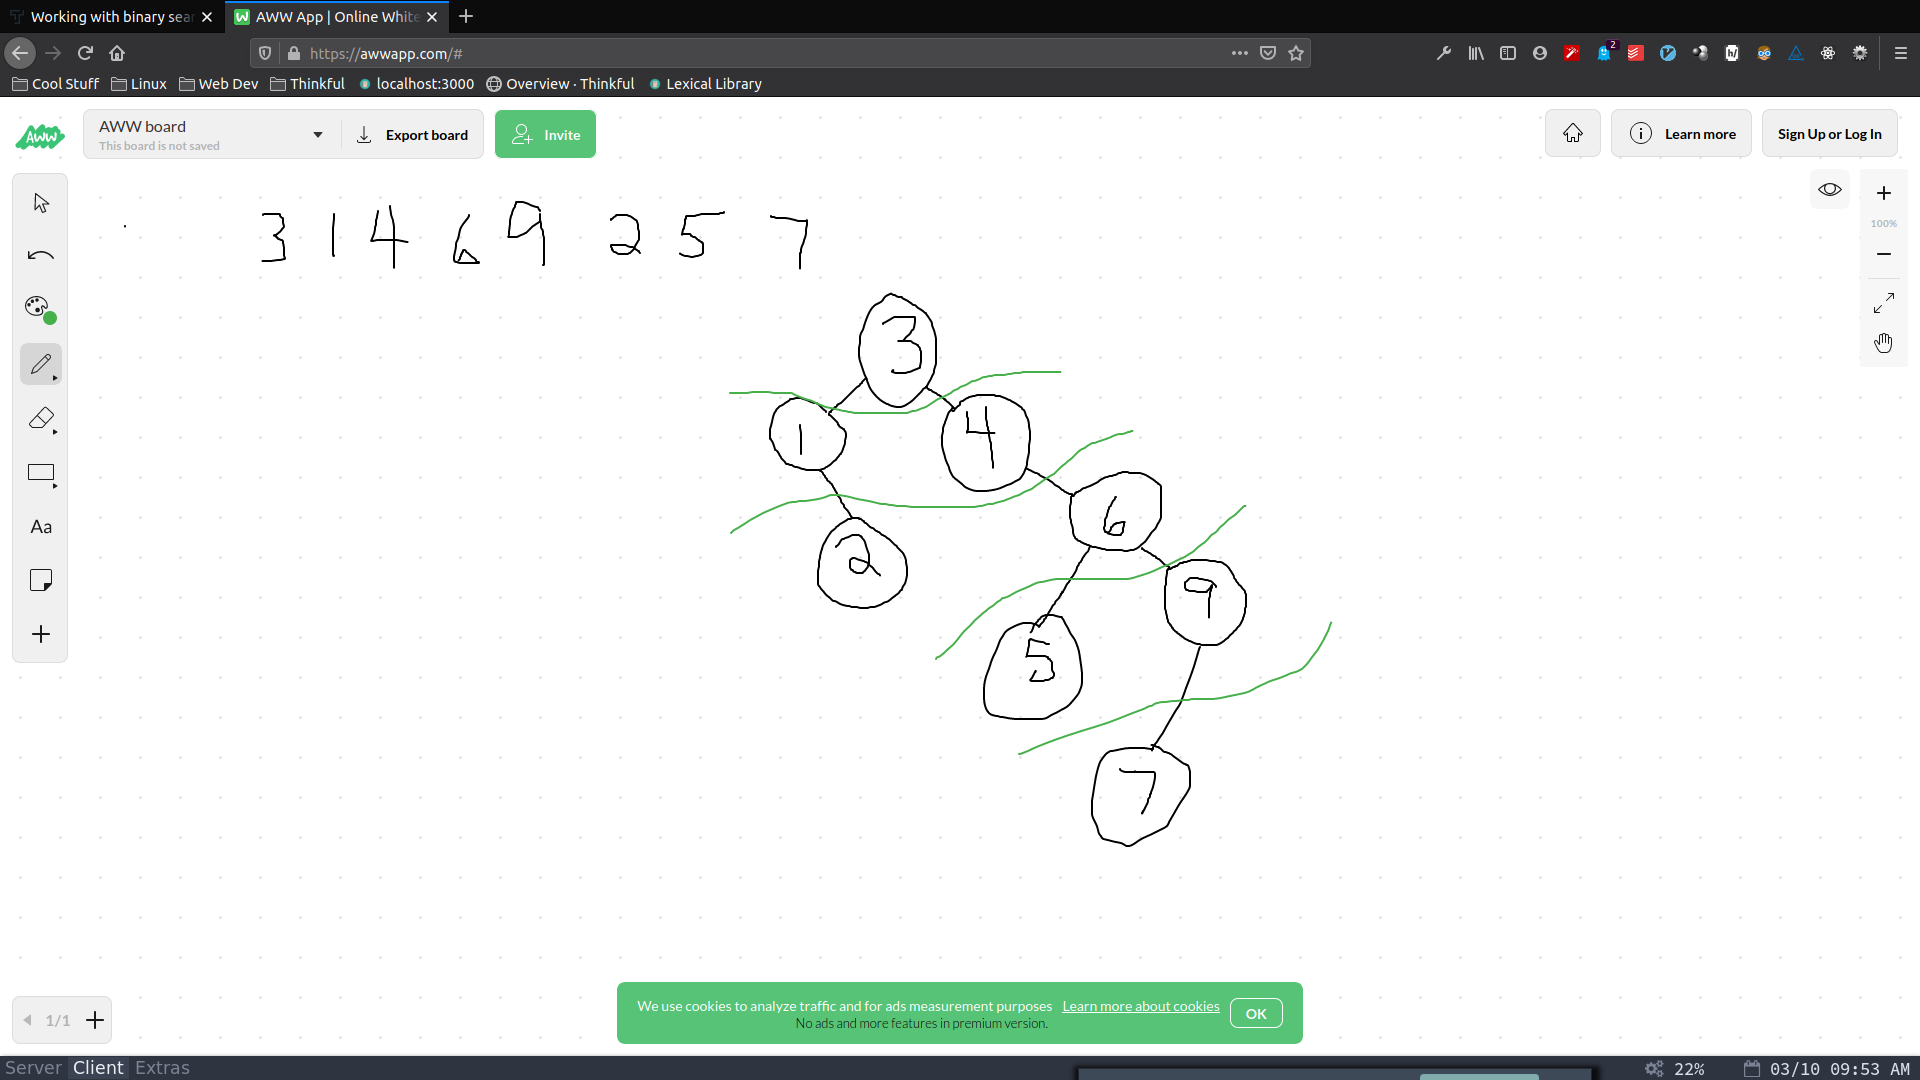 Working with binary sea
AWW App | Online White
https://awwapp.com/#
2
Cool Stuff Linux Web Dev Thinkful localhost:3000 Overview · Thinkful Lexical Library
AWW
AWW board
This board is not saved
Export board
Invite
Learn more
Sign Up or Log In
100%
3 1 4 6 9 2 5 7
3
1 4
2 6
5 9
7
Aa
1/1
We use cookies to analyze traffic and for ads measurement purposes Learn more about cookies
No ads and more features in premium version.
OK
Server Client Extras
22% 03/10 09:53 AM